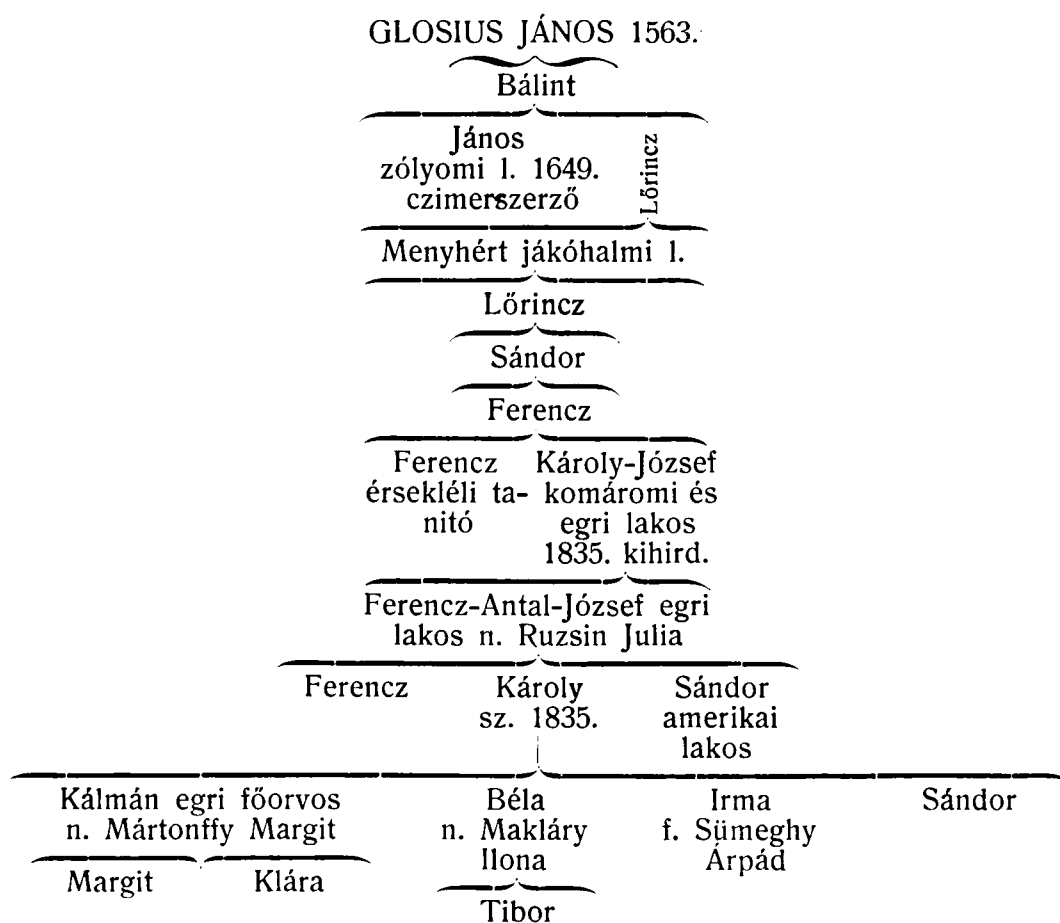 GLOSIUS JÁNOS 1563.
Bálint
János
zólyomi l. 1649.
czimerszerző
Lőrincz
Menyhért jákóhalmi l.
Lőrincz
Sándor
Ferencz
Ferencz
érsekléli ta-
nitó
Károly-József
komáromi és
egri lakos
1835. kihird.
Ferencz-Antal-József egri
lakos n. Ruzsin Julia
Ferencz
Károly
sz. 1835.
Sándor
amerikai
lakos
Kálmán egri főorvos
n. Mártonffy Margit
Béla
n. Makláry
Ilona
Irma
f. Sümeghy
Árpád
Sándor
Margit
Klára
Tibor